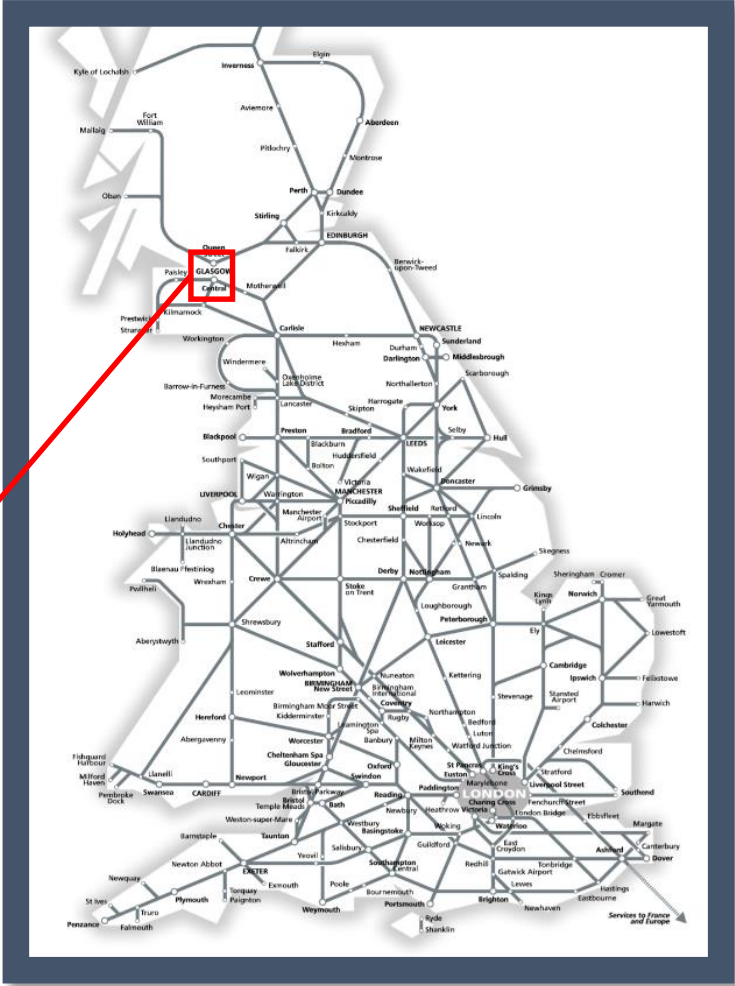 Elgin
Inverness
Kyle of Lochalsh
Aviemore
Fort
William
Aberdeen
Mallaig
Pitlochry
Montrose
Perth
Dundee
Oban
Stirling
Kirkcaldy
EDINBURGH
Queen
Falkirk
Berwick-
upon-Tweed
Paisley
GLASGOW
Central
Motherwell
Kilmarnock
Prestwick
Carlisle
NEWCASTLE
Workington
Hexham
Sunderland
Durham
Darlington
Middlesbrough
Windermere
Scarborough
Oxenholme
Lake District
Northallerton
Barrow-in-Furness
Morecambe
Heysham Port
Lancaster
Harrogate
York
Skipton
Blackpool
Preston
Bradford
Selby
Blackburn
LEEDS
Hull
Huddersfield
Southport
Bolton
Wakefield
Wigan
Victoria
Doncaster
Grimsby
LIVERPOOL
Warrington
MANCHESTER
Piccadilly
Manchester
Airport
Sheffield
Retford
Lincoln
Llandudno
Chester
Stockport
Worksop
Holyhead
Llandudno
Junction
Altrincham
Chesterfield
Newark
Skegness
Blaenau Ffestiniog
Wrexham
Crewe
Derby
Nottingham
Spalding
Sheringham
Cromer
Pwllheli
Stoke
on Trent
Grantham
Kings
Lynn
Norwich
Great
Yarmouth
Loughborough
Shrewsbury
Peterborough
Ely
Lowestoft
Aberystwyth
Stafford
Leicester
Wolverhampton
Cambridge
BIRMINGHAM
New Street
Nuneaton
Kettering
Ipswich
Felixstowe
Birmingham
International
Leominster
Stevenage
Stansted
Airport
Birmingham Moor Street
Coventry
Harwich
Hereford
Kidderminster
Rugby
Northampton
Leamington
Spa
Bedford
Colchester
Abergavenny
Worcester
Banbury
Milton
Keynes
Luton
Cheltenham Spa
Watford Junction
Chelmsford
Fishguard
Harbour
Gloucester
Oxford
St Pancras
King's
Cross
Llanelli
Euston
Stratford
Milford
Haven
Newport
Swindon
Marylebone
Liverpool Street
Pembroke
Dock
Swansea
CARDIFF
Bristol Parkway
Reading
Paddington
LONDON
Southend
Bristol
Temple Meads
Bath
Newbury
Heathrow
Charing Cross
Fenchurch Street
Victoria
London Bridge
Ebbsfleet
Weston-super-Mare
Westbury
Basingstoke
Woking
Waterloo
Margate
Barnstaple
Taunton
Salisbury
Guildford
East
Croydon
Canterbury
Newton Abbot
Yeovil
Southampton
Central
Redhill
Tonbridge
Ashford
Dover
EXETER
Gatwick Airport
Newquay
Exmouth
Poole
Bournemouth
Lewes
Hastings
St Ives
Plymouth
Torquay
Paignton
Weymouth
Portsmouth
Brighton
Eastbourne
Truro
Newhaven
Penzance
Falmouth
Ryde
Shanklin
Services to France
and Europe